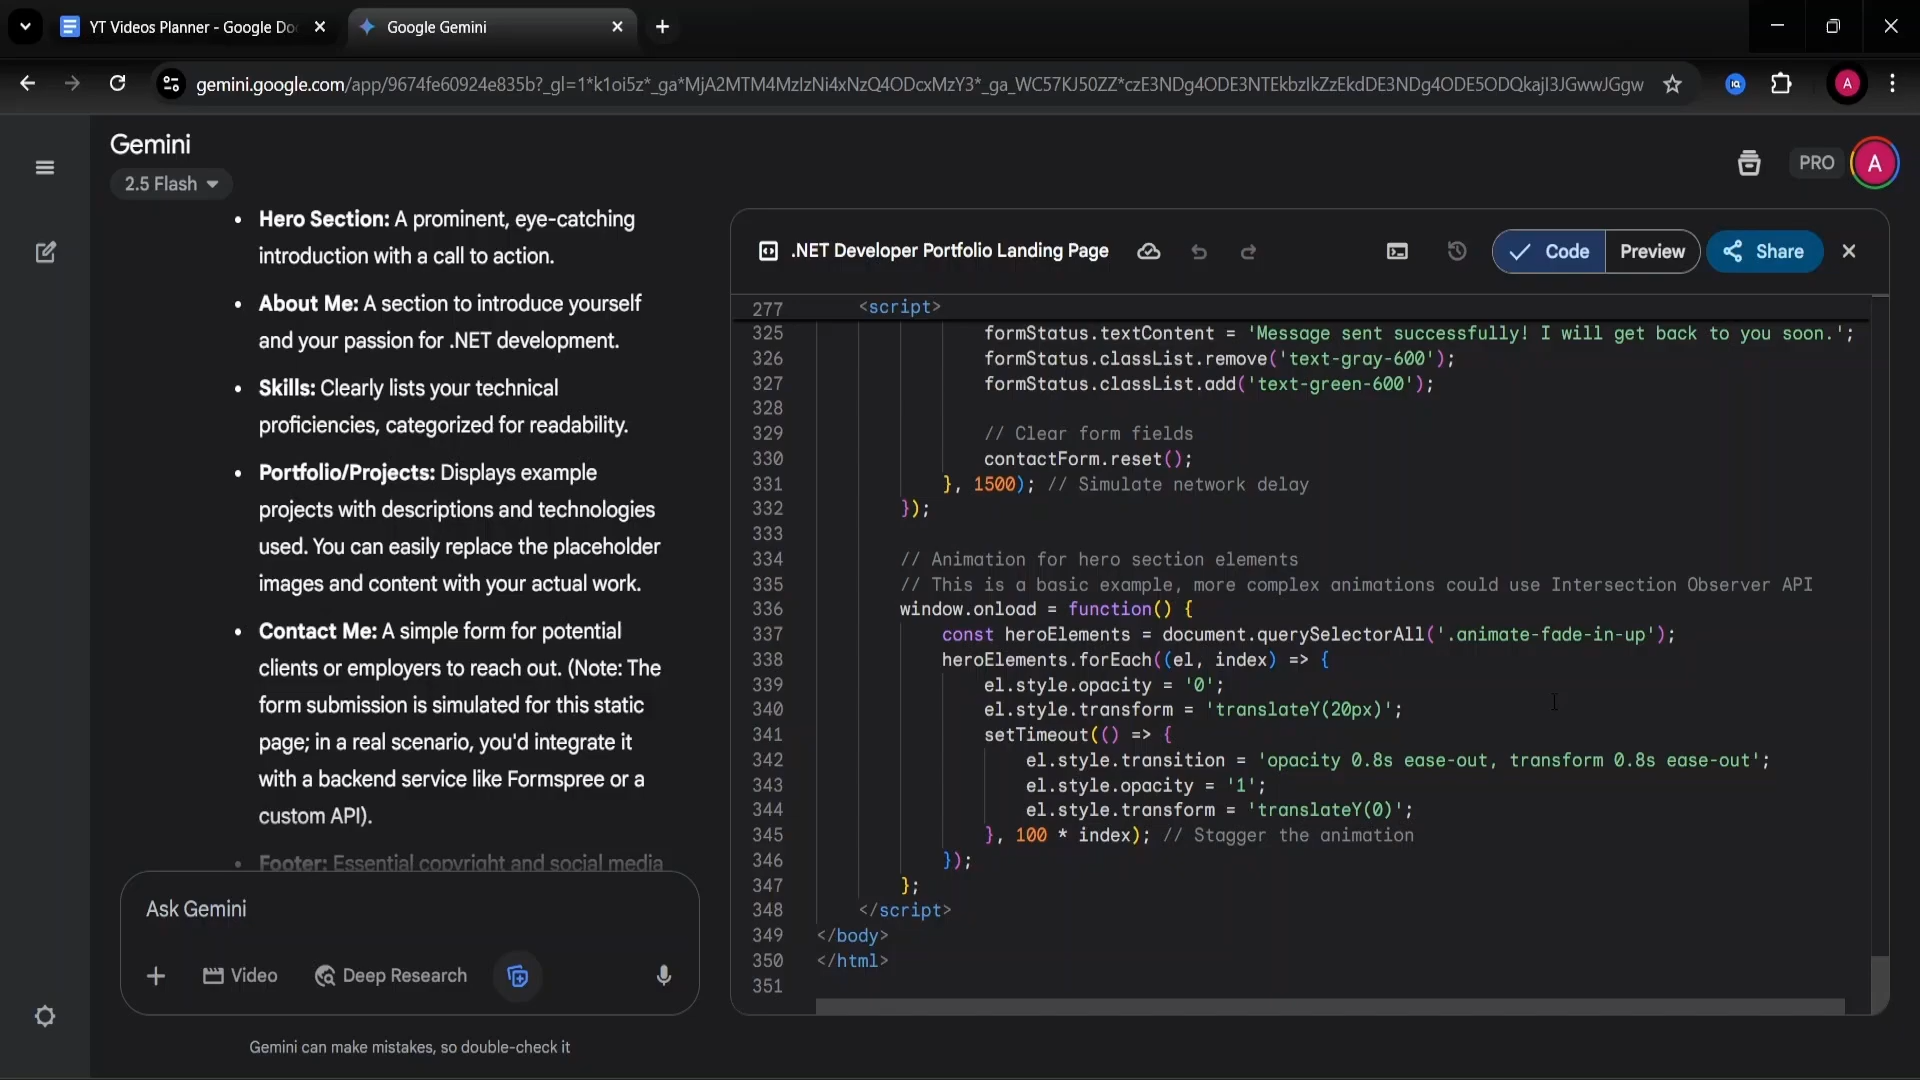 YT Videos Planner - Google Do
Google Gemini
gemini.google.com/app/9674fe60924e835b?_gl=1*k1oi5z*_ga*MjA2MTM4MzIzNi4xNzQ4ODcxMzY3*_ga_WC57KJ50ZZ*czE3NDg4ODE3NTEkbzlkZzEkdDE3NDg4ODE5ODQkajI3JGwwJGgw
A
Gemini
2.5 Flash
PRO
A
Hero Section: A prominent, eye-catching
introduction with a call to action.
About Me: A section to introduce yourself
and your passion for .NET development.
Skills: Clearly lists your technical
proficiencies, categorized for readability.
Portfolio/Projects: Displays example
projects with descriptions and technologies
used. You can easily replace the placeholder
images and content with your actual work.
Contact Me: A simple form for potential
clients or employers to reach out. (Note: The
form submission is simulated for this static
page; in a real scenario, you'd integrate it
with a backend service like Formspree or a
custom API).
Footer: Essential copyright and social media
Ask Gemini
Video
Deep Research
Gemini can make mistakes, so double-check it
.NET Developer Portfolio Landing Page
Code
Preview
Share
277 <script>
325 formStatus.textContent = 'Message sent successfully! I will get back to you soon.';
326 formStatus.classList.remove('text-gray-600');
327 formStatus.classList.add('text-green-600');
328
329 // Clear form fields
330 contactForm.reset();
331 }, 1500); // Simulate network delay
332 });
333
334 // Animation for hero section elements
335 // This is a basic example, more complex animations could use Intersection Observer API
336 window.onload = function() {
337 const heroElements = document.querySelectorAll('.animate-fade-in-up');
338 heroElements.forEach((el, index) => {
339 el.style.opacity = '0';
340 el.style.transform = 'translateY(20px)';
341 setTimeout(() => {
342 el.style.transition = 'opacity 0.8s ease-out, transform 0.8s ease-out';
343 el.style.opacity = '1';
344 el.style.transform = 'translateY(0)';
345 }, 100 * index); // Stagger the animation
346 });
347 };
348 </script>
349 </body>
350 </html>
351